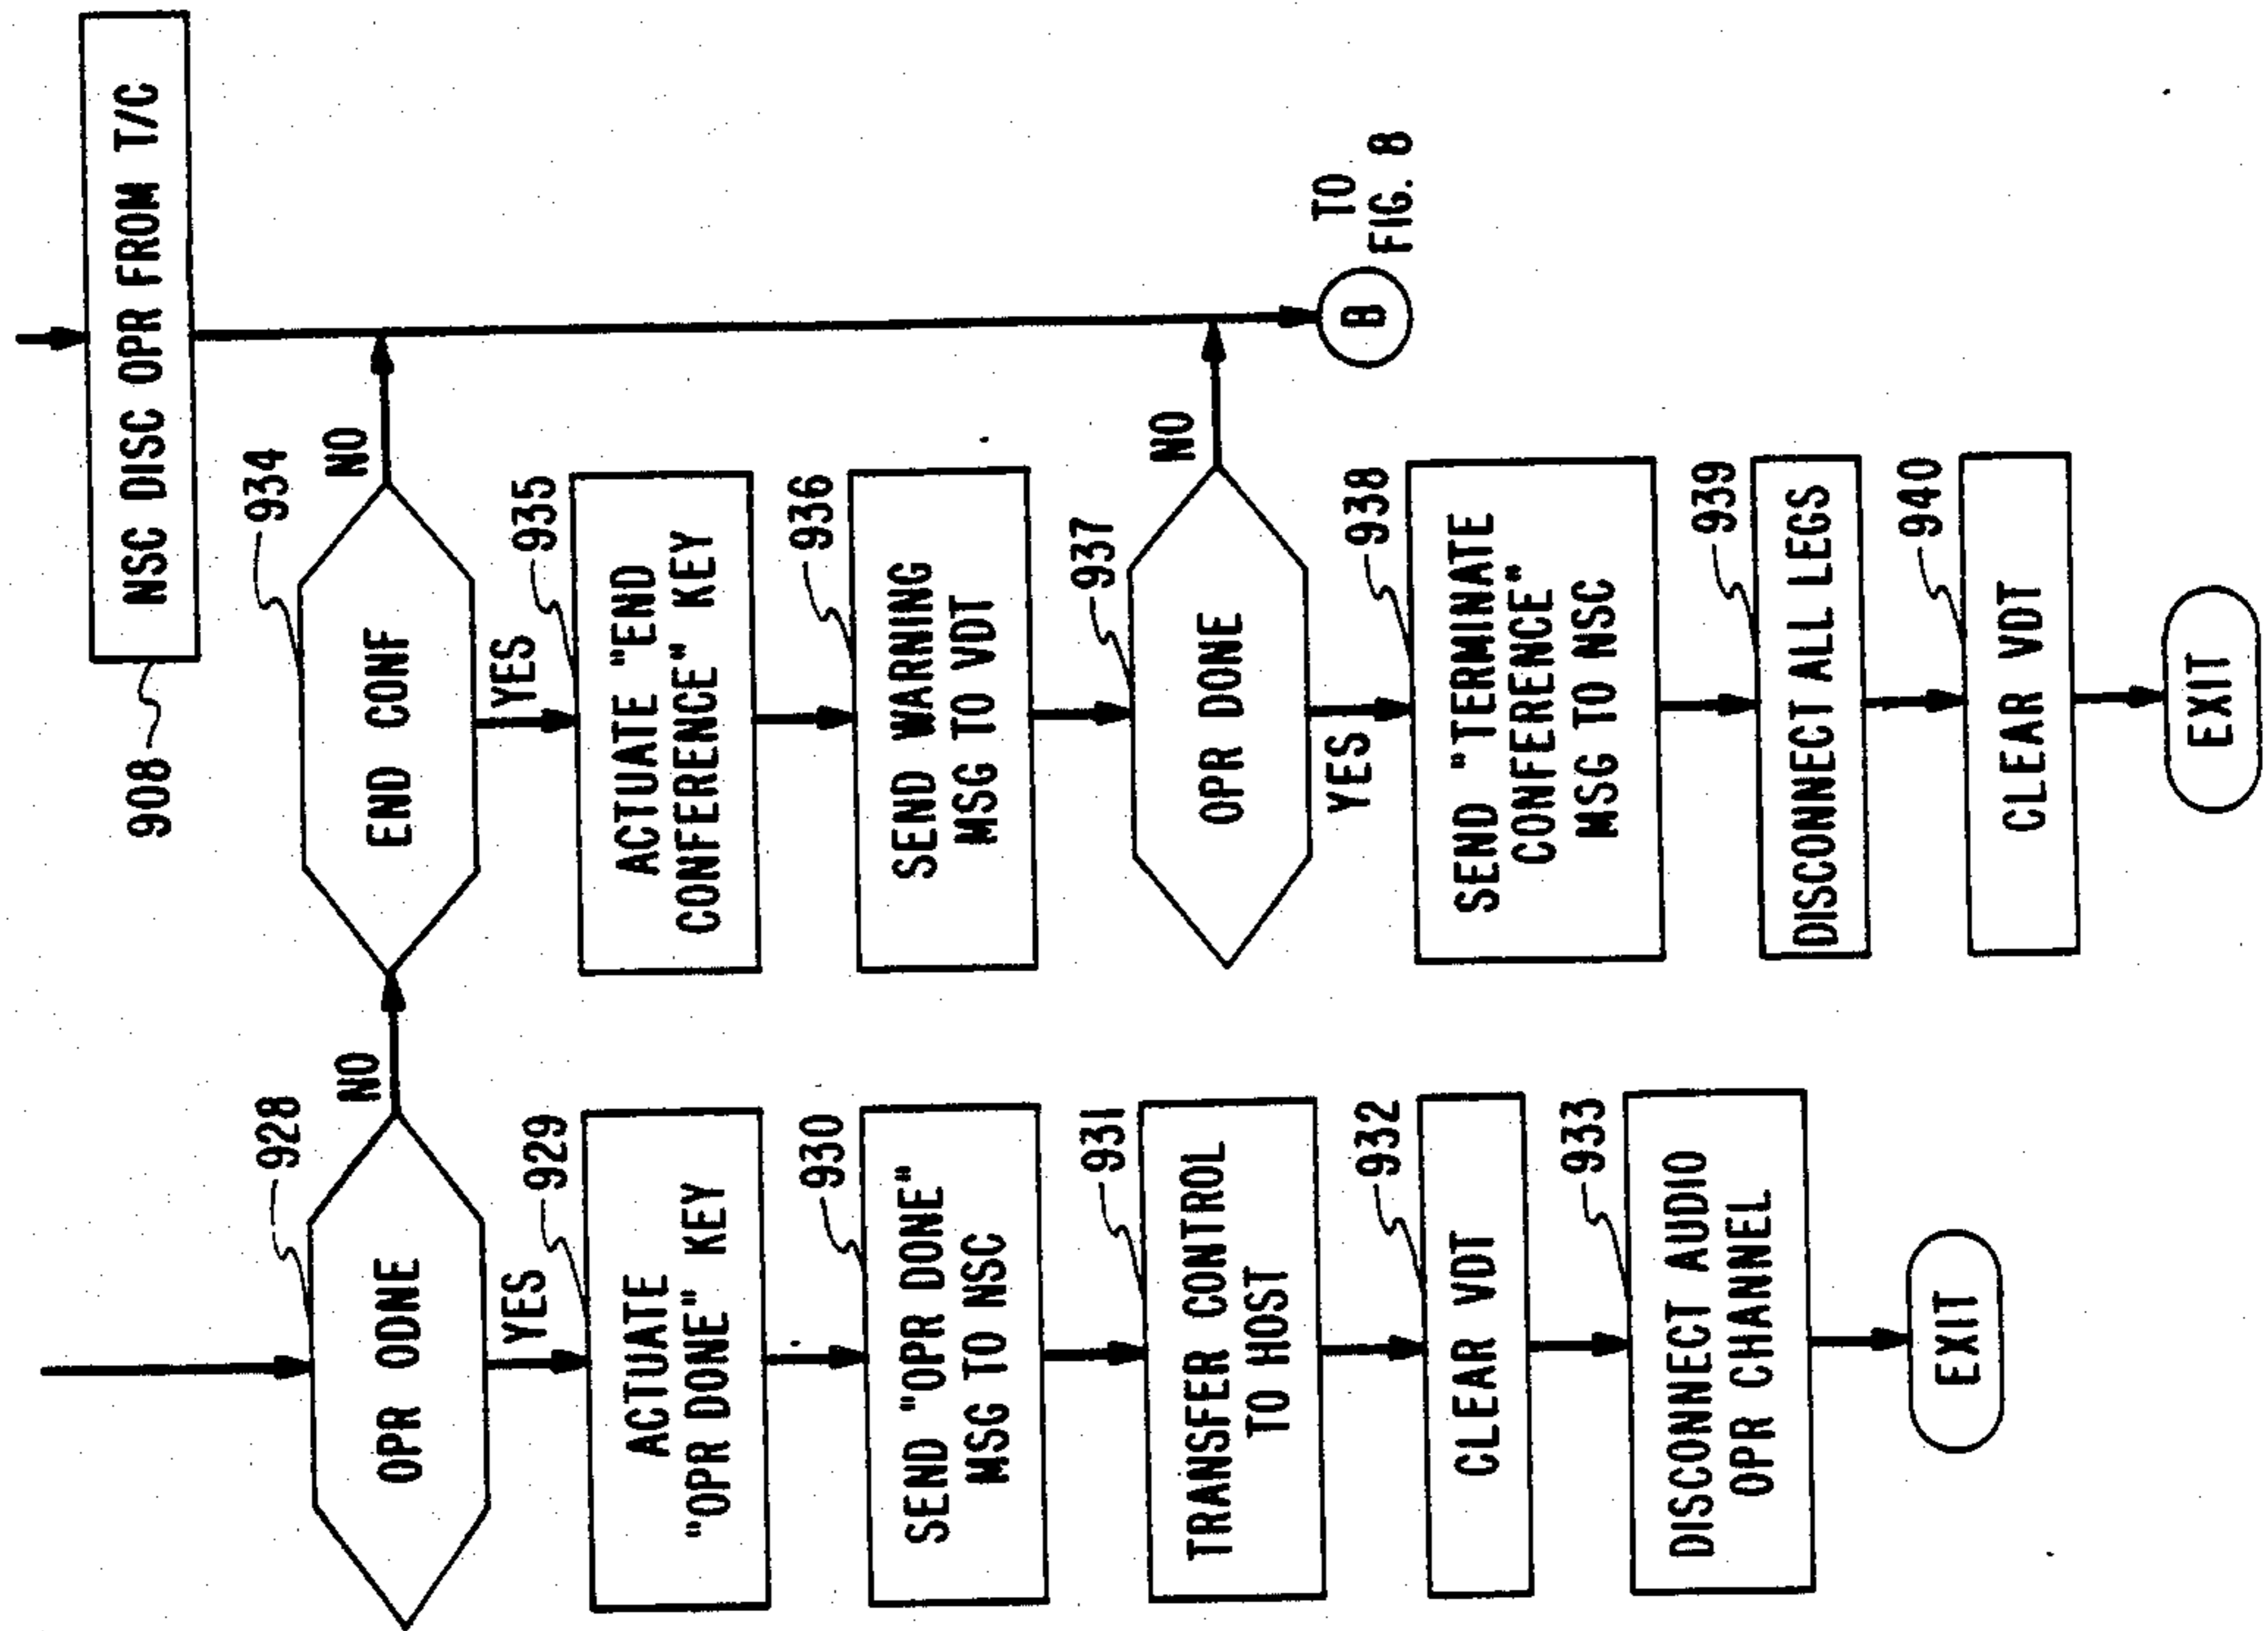 928
OPR ODNE
NO
YES
929
ACTUATE
"OPR DONE" KEY
930
SEND "OPR DONE"
MSG TO NSC
931
TRANSFER CONTROL
TO HOST
932
CLEAR VDT
933
DISCONNECT AUDIO
OPR CHANNEL
EXIT
934
END CONF
NO
YES
935
ACTUATE "END
CONFERENCE" KEY
936
SEND WARNING
MSG TO VDT
937
OPR DONE
NO
YES
938
SEND "TERMINATE
CONFERENCE"
MSG TO NSC
939
DISCONNECT ALL LEGS
940
CLEAR VDT
EXIT
908
NSC DISC OPR FROM T/C
B
TO
FIG. 8